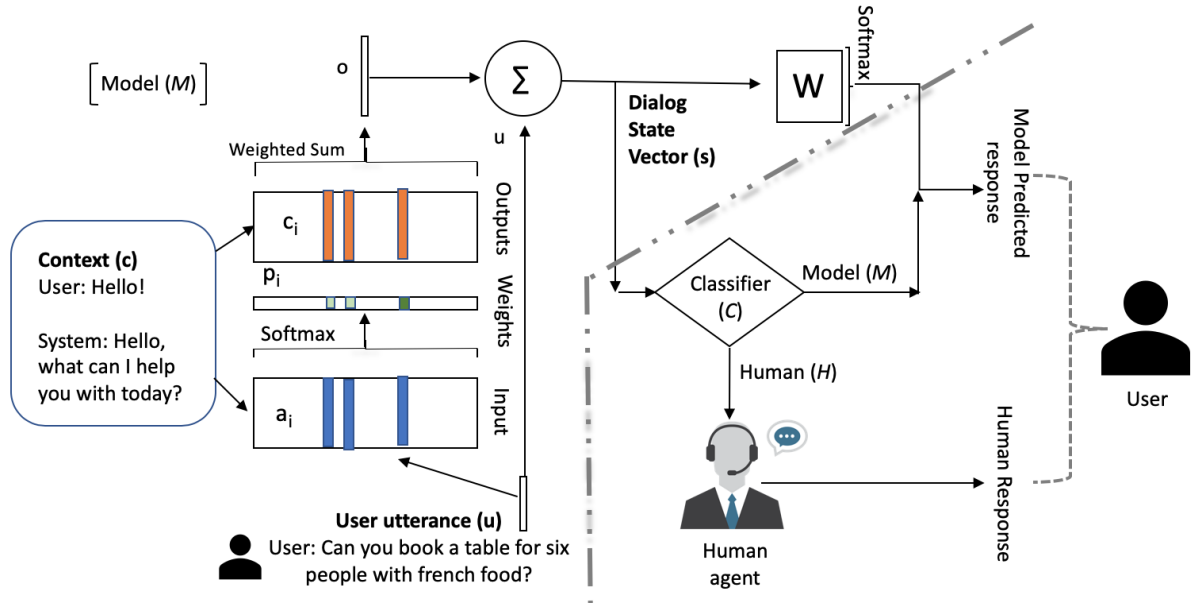 [Model (M)]
o
Σ
W
Softmax
u
Dialog
State
Vector (s)
Weighted Sum
c_i
Outputs
Context (c)
User: Hello!
System: Hello,
what can I help
you with today?
p_i
Weights
Softmax
a_i
Input
User utterance (u)
User: Can you book a table for six
people with french food?
Classifier
(C)
Model (M)
Human (H)
Human
agent
Model Predicted
response
Human Response
User